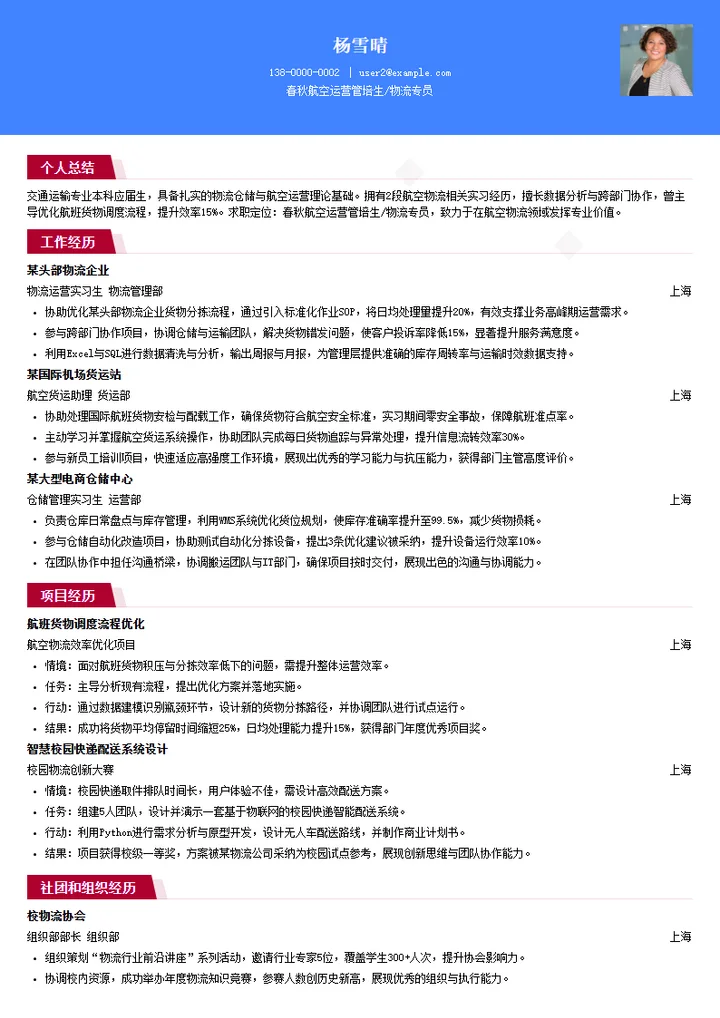 杨雪晴
138-0000-0002 | user2@example.com
春秋航空运营管培生/物流专员
个人总结
交通运输专业本科应届生，具备扎实的物流仓储与航空运营理论基础。拥有2段航空物流相关实习经历，擅长数据分析与跨部门协作，曾主
导优化航班货物调度流程，提升效率15%。求职定位：春秋航空运营管培生/物流专员，致力于在航空物流领域发挥专业价值。
工作经历
某头部物流企业
物流运营实习生 物流管理部 上海
• 协助优化某头部物流企业货物分拣流程，通过引入标准化作业SOP，将日均处理量提升20%，有效支撑业务高峰期运营需求。
• 参与跨部门协作项目，协调仓储与运输团队，解决货物错发问题，使客户投诉率降低15%，显著提升服务满意度。
• 利用Excel与SQL进行数据清洗与分析，输出周报与月报，为管理层提供准确的库存周转率与运输时效数据支持。
某国际机场货运站
航空货运助理 货运部 上海
• 协助处理国际航班货物安检与配载工作，确保货物符合航空安全标准，实习期间零安全事故，保障航班准点率。
• 主动学习并掌握航空货运系统操作，协助团队完成每日货物追踪与异常处理，提升信息流转效率30%。
• 参与新员工培训项目，快速适应高强度工作环境，展现出优秀的学习能力与抗压能力，获得部门主管高度评价。
某大型电商仓储中心
仓储管理实习生 运营部 上海
• 负责仓库日常盘点与库存管理，利用WMS系统优化货位规划，使库存准确率提升至99.5%，减少货物损耗。
• 参与仓储自动化改造项目，协助测试自动化分拣设备，提出3条优化建议被采纳，提升设备运行效率10%。
• 在团队协作中担任沟通桥梁，协调搬运团队与IT部门，确保项目按时交付，展现出色的沟通与协调能力。
项目经历
航班货物调度流程优化
航空物流效率优化项目 上海
• 情境：面对航班货物积压与分拣效率低下的问题，需提升整体运营效率。
• 任务：主导分析现有流程，提出优化方案并落地实施。
• 行动：通过数据建模识别瓶颈环节，设计新的货物分拣路径，并协调团队进行试点运行。
• 结果：成功将货物平均停留时间缩短25%，日均处理能力提升15%，获得部门年度优秀项目奖。
智慧校园快递配送系统设计
校园物流创新大赛 上海
• 情境：校园快递取件排队时间长，用户体验不佳，需设计高效配送方案。
• 任务：组建5人团队，设计并演示一套基于物联网的校园快递智能配送系统。
• 行动：利用Python进行需求分析与原型开发，设计无人车配送路线，并制作商业计划书。
• 结果：项目获得校级一等奖，方案被某物流公司采纳为校园试点参考，展现创新思维与团队协作能力。
社团和组织经历
校物流协会
组织部部长 组织部 上海
• 组织策划“物流行业前沿讲座”系列活动，邀请行业专家5位，覆盖学生300+人次，提升协会影响力。
• 协调校内资源，成功举办年度物流知识竞赛，参赛人数创历史新高，展现优秀的组织与执行能力。